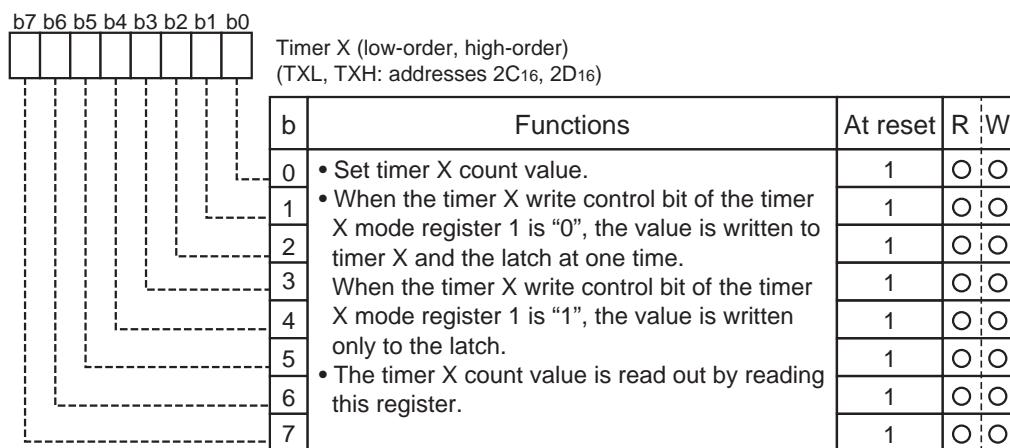 b7 b6 b5 b4 b3 b2 b1 b0
Timer X (low-order, high-order)
(TXL, TXH: addresses 2C16, 2D16)
b Functions At reset R W
0 • Set timer X count value. 1 O O
1 • When the timer X write control bit of the timer 1 O O
X mode register 1 is “0”, the value is written to
2 timer X and the latch at one time. 1 O O
3 When the timer X write control bit of the timer 1 O O
4 X mode register 1 is “1”, the value is written 1 O O
only to the latch.
5 • The timer X count value is read out by reading 1 O O
6 this register. 1 O O
7 1 O O